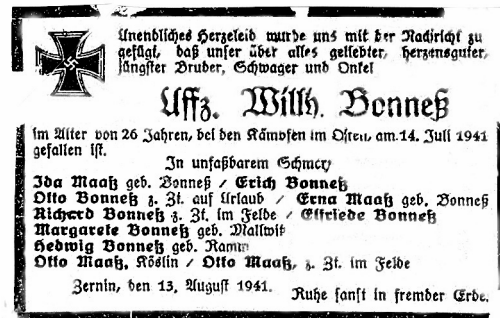 Unendliches Herzeleid wurde uns mit der Nachricht zu
gefügt, daß unser über alles geliebter, herzensguter,
jüngster Bruder, Schwager und Onkel
Uffz. Willh. Bonneß
im Alter von 26 Jahren, bei den Kämpfen im Osten, am 14. Juli 1941
gefallen ist.
In unfaßbarem Schmerz
Ida Maaß geb. Bonneß / Erich Bonneß
Otto Bonneß z. Zt. auf Urlaub / Erna Maaß geb. Bonneß
Richard Bonneß z. Zt. im Felde / Elfriede Bonneß
Margarete Bonneß geb. Mallwitz
Hedwig Bonneß geb. Ramm
Otto Maaß, Köslin / Otto Maaß, z. Zt. im Felde
Zernin, den 13. August 1941.
Ruhe sanft in fremder Erde.